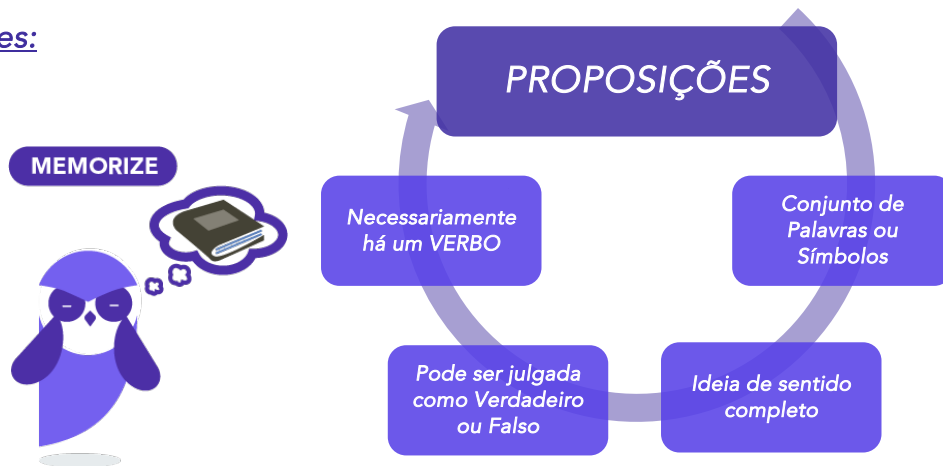 es:
PROPOSIÇÕES
MEMORIZE
Necessariamente
há um VERBO
Conjunto de
Palavras ou
Símbolos
Pode ser julgada
como Verdadeiro
ou Falso
Ideia de sentido
completo